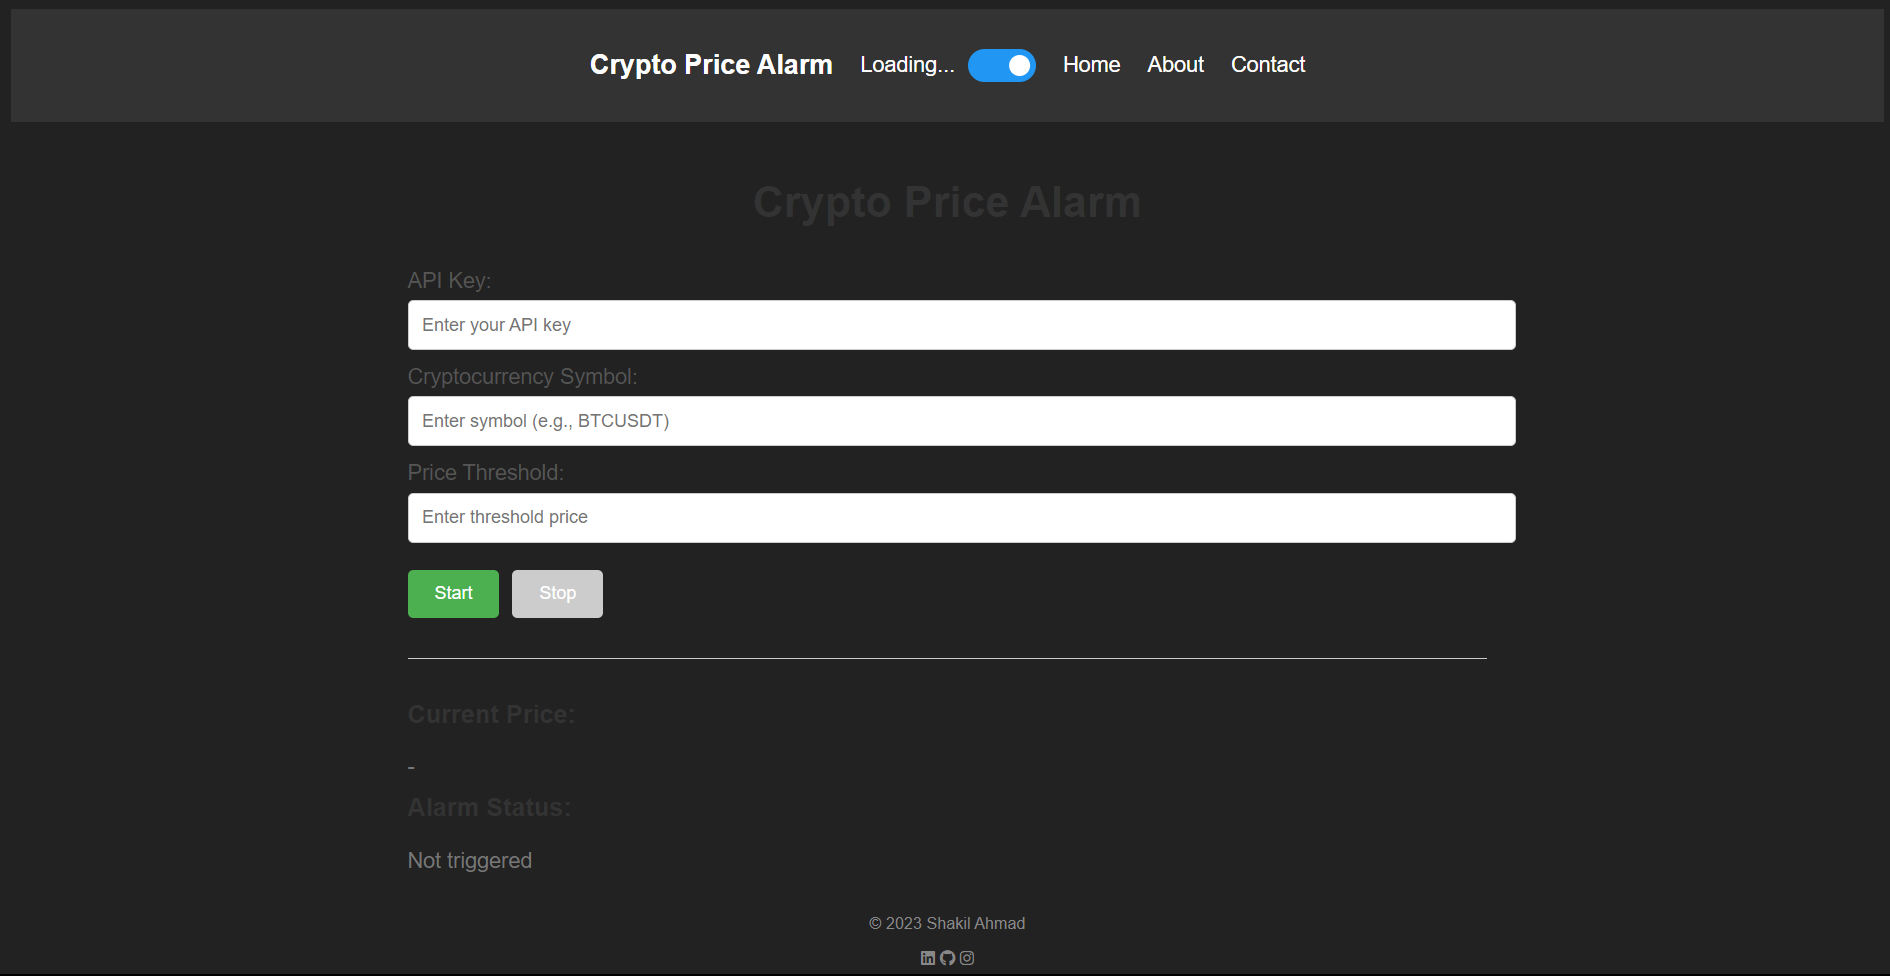 Crypto Price Alarm Loading... Home About Contact
Crypto Price Alarm
API Key:
Enter your API key
Cryptocurrency Symbol:
Enter symbol (e.g., BTCUSDT)
Price Threshold:
Enter threshold price
Start Stop
Current Price:
-
Alarm Status:
Not triggered
© 2023 Shakil Ahmad